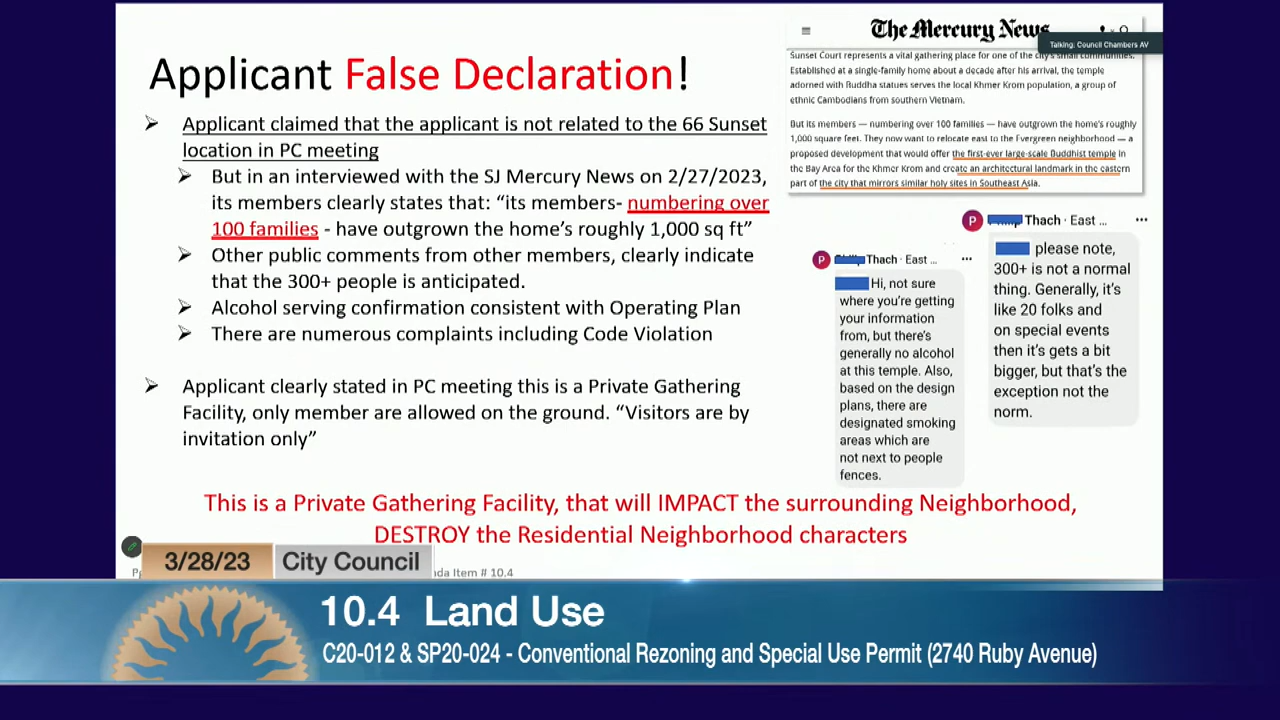 Applicant False Declaration!
Applicant claimed that the applicant is not related to the 66 Sunset
location in PC meeting
But in an interviewed with the SJ Mercury News on 2/27/2023,
its members clearly states that: “its members- numbering over
100 families - have outgrown the home’s roughly 1,000 sq ft”
Other public comments from other members, clearly indicate
that the 300+ people is anticipated.
Alcohol serving confirmation consistent with Operating Plan
There are numerous complaints including Code Violation
Applicant clearly stated in PC meeting this is a Private Gathering
Facility, only member are allowed on the ground. “Visitors are by
invitation only”
The Mercury News
Talking: Council Chambers AV
Sunset Court represents a vital gathering place for one of the city's small communities.
Established at a single-family home about a decade after his arrival, the temple
adorned with Buddha statues serves the local Khmer Krom population, a group of
ethnic Cambodians from southern Vietnam.
But its members — numbering over 100 families — have outgrown the home's roughly
1,000 square feet. They now want to relocate east to the Evergreen neighborhood — a
proposed development that would offer the first-ever large-scale Buddhist temple in
the Bay Area for the Khmer Krom and create an architectural landmark in the eastern
part of the city that mirrors similar holy sites in Southeast Asia.
P Thach · East ...
Hi, not sure
where you're getting
your information
from, but there's
generally no alcohol
at this temple. Also,
based on the design
plans, there are
designated smoking
areas which are
not next to people
fences.
P Thach · East ...
please note,
300+ is not a normal
thing. Generally, it's
like 20 folks and
on special events
then it's gets a bit
bigger, but that's the
exception not the
norm.
This is a Private Gathering Facility, that will IMPACT the surrounding Neighborhood,
DESTROY the Residential Neighborhood characters
# 10.4
3/28/23 City Council
10.4 Land Use
C20-012 & SP20-024 - Conventional Rezoning and Special Use Permit (2740 Ruby Avenue)